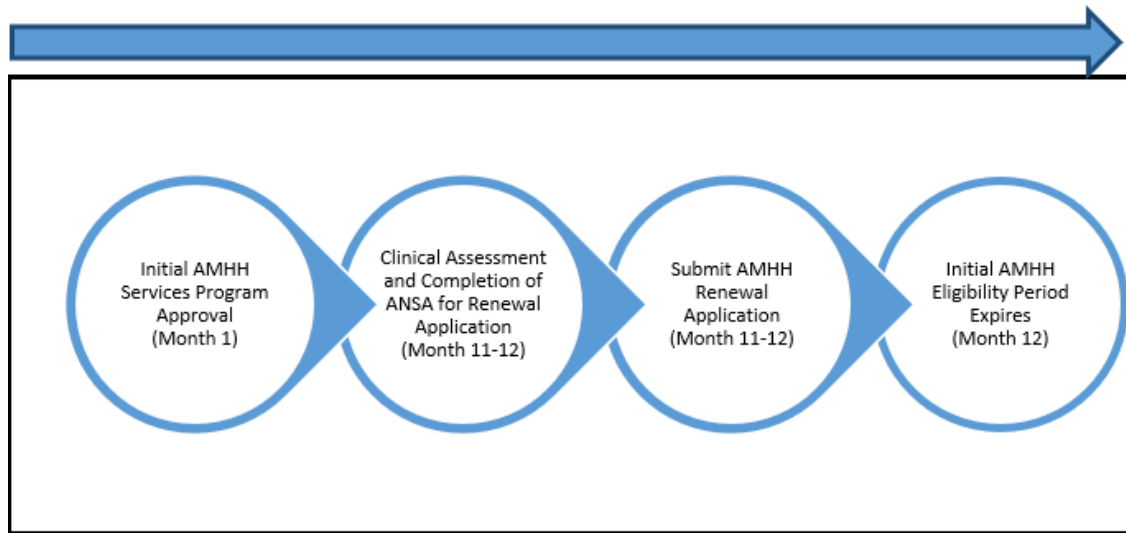 Initial AMHH
Services Program
Approval
(Month 1)
Clinical Assessment
and Completion of
ANSA for Renewal
Application
(Month 11-12)
Submit AMHH
Renewal
Application
(Month 11-12)
Initial AMHH
Eligibility Period
Expires
(Month 12)